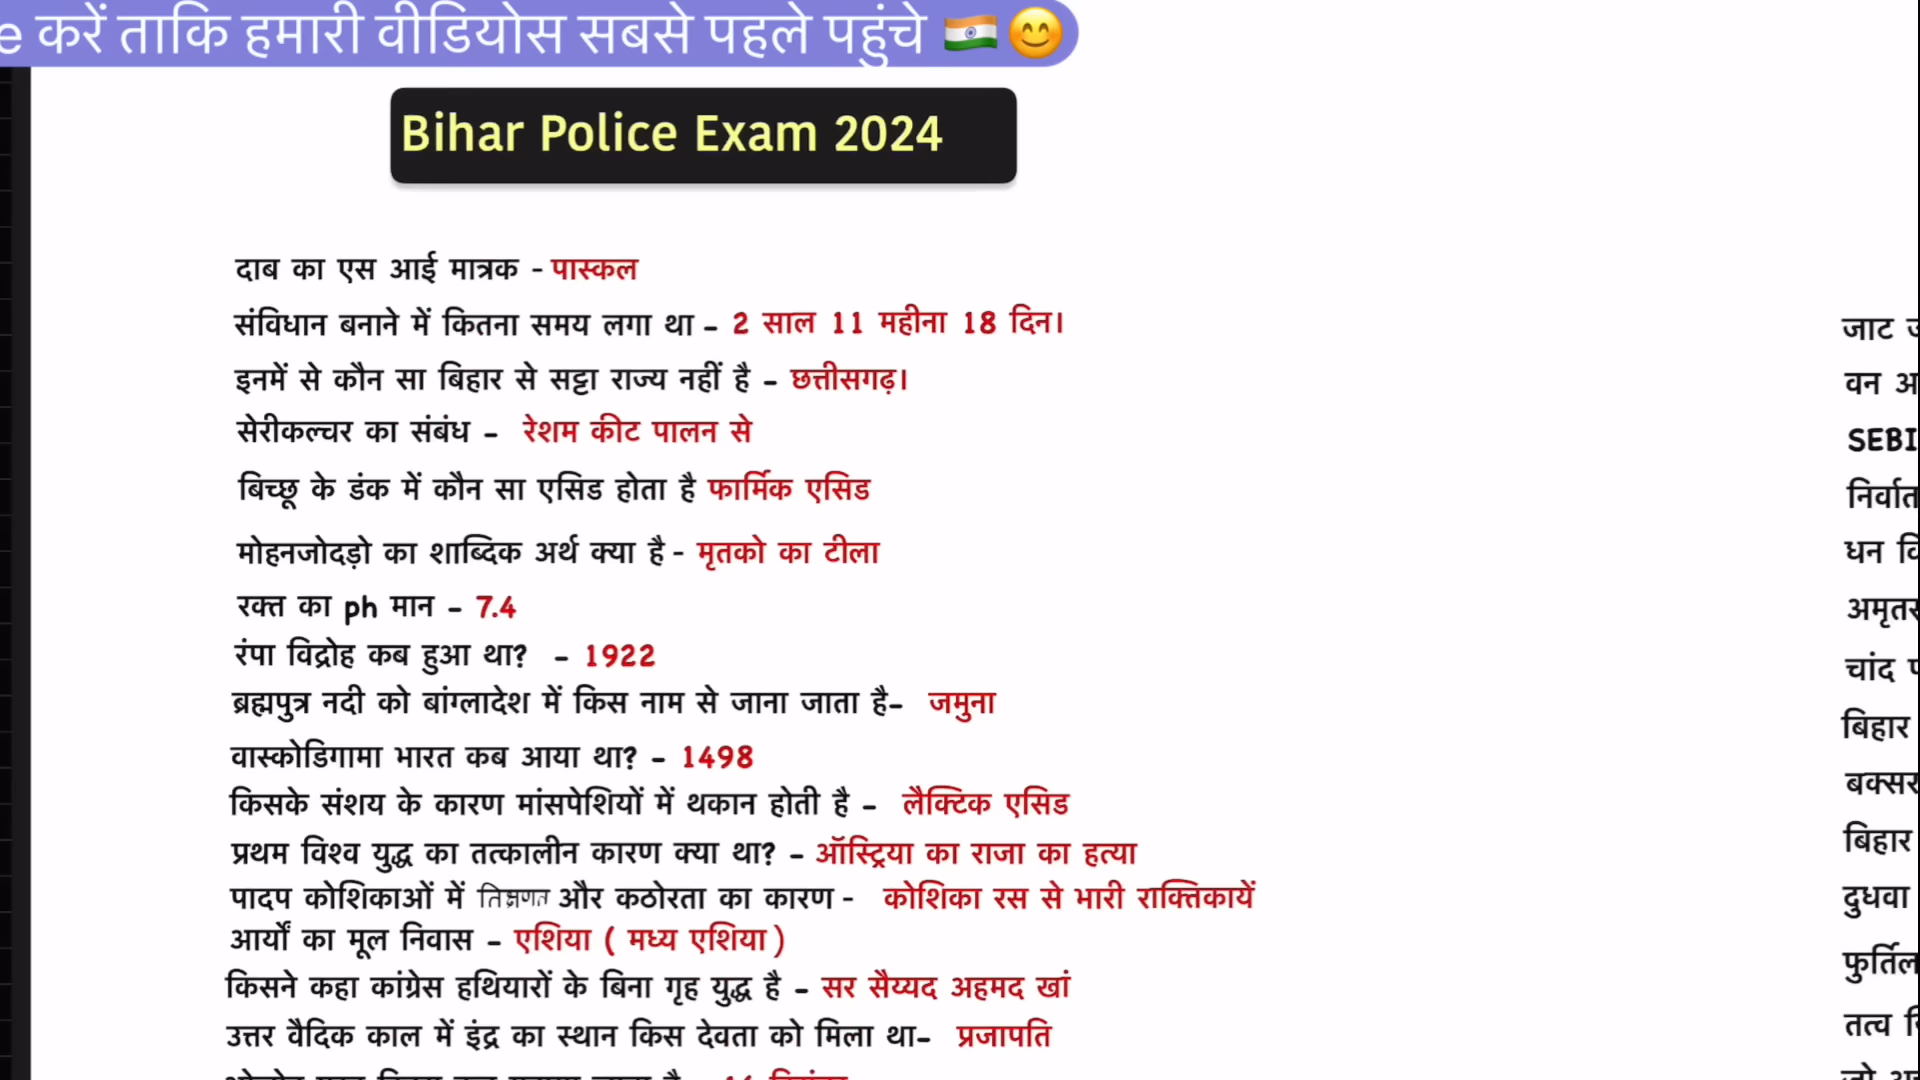 e करें ताकि हमारी वीडियोस सबसे पहले पहुंचे 🇮🇳😊
Bihar Police Exam 2024
दाब का एस आई मात्रक - पास्कल
संविधान बनाने में कितना समय लगा था – 2 साल 11 महीना 18 दिन।
इनमें से कौन सा बिहार से सट्टा राज्य नहीं है – छत्तीसगढ़।
सेरीकल्चर का संबंध – रेशम कीट पालन से
बिच्छू के डंक में कौन सा एसिड होता है फार्मिक एसिड
मोहनजोदड़ो का शाब्दिक अर्थ क्या है - मृतको का टीला
रक्त का ph मान – 7.4
रंपा विद्रोह कब हुआ था? – 1922
ब्रह्मपुत्र नदी को बांग्लादेश में किस नाम से जाना जाता है– जमुना
वास्कोडिगामा भारत कब आया था? – 1498
किसके संशय के कारण मांसपेशियों में थकान होती है – लैक्टिक एसिड
प्रथम विश्व युद्ध का तत्कालीन कारण क्या था? – ऑस्ट्रिया का राजा का हत्या
पादप कोशिकाओं में और कठोरता का कारण - कोशिका रस से भारी राक्तिकायें
आर्यों का मूल निवास – एशिया ( मध्य एशिया )
किसने कहा कांग्रेस हथियारों के बिना गृह युद्ध है – सर सैय्यद अहमद खां
उत्तर वैदिक काल में इंद्र का स्थान किस देवता को मिला था– प्रजापति
जाट
वन
SEBI
निर्वात
धन
चांद
बिहार
बक्सर
बिहार
दुधवा
तत्व